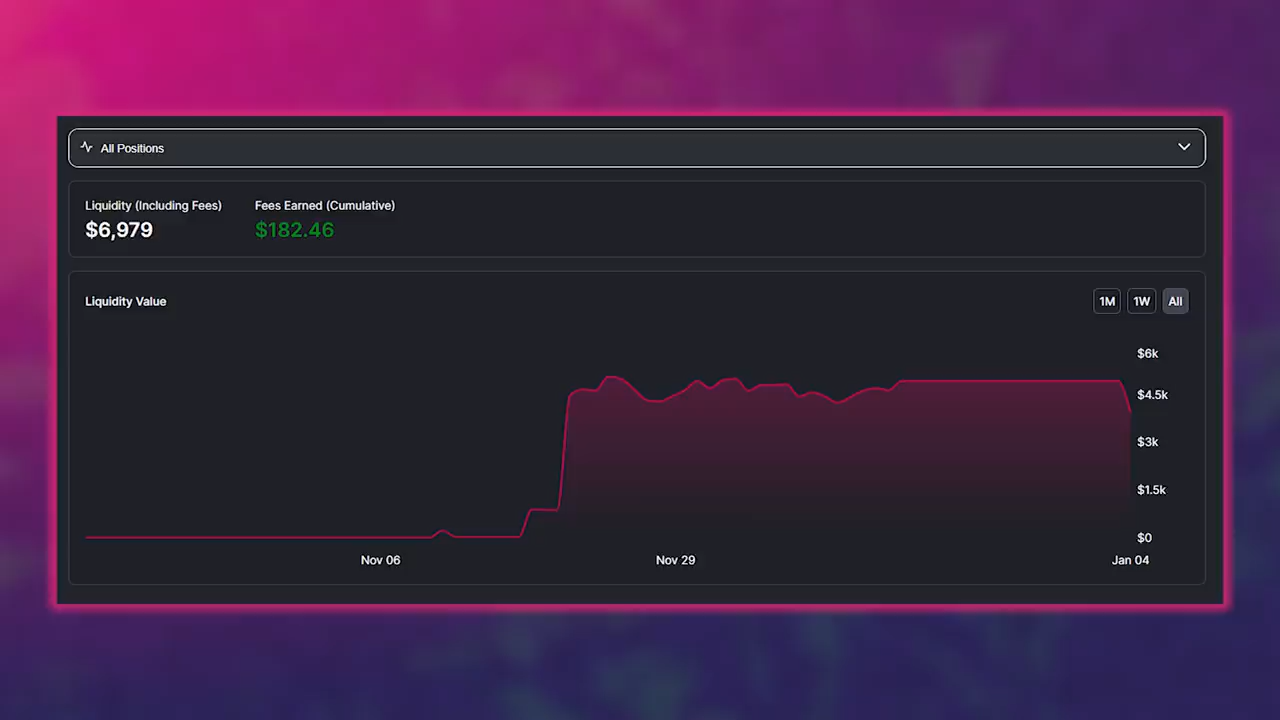 All Positions
Liquidity (Including Fees) Fees Earned (Cumulative)
$6,979 $182.46
Liquidity Value 1M 1W All
$6k
$4.5k
$3k
$1.5k
$0
Nov 06 Nov 29 Jan 04